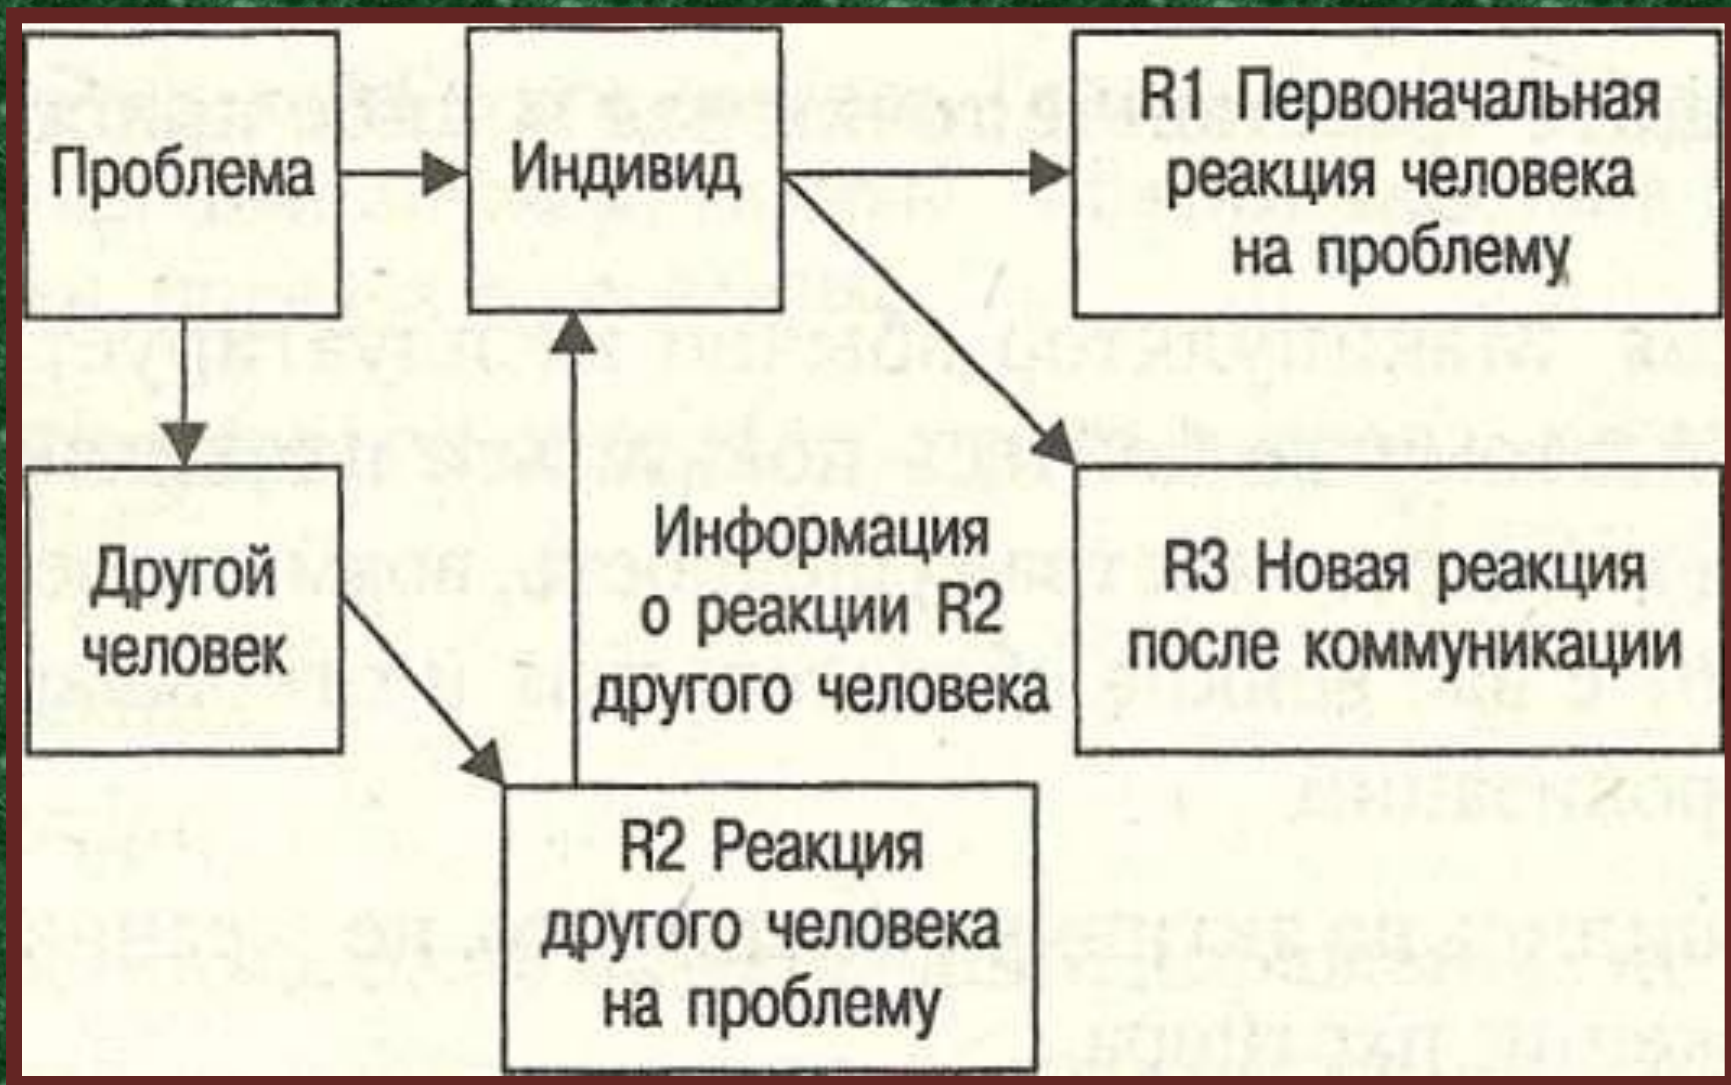 Проблема
Индивид
R1 Первоначальная
реакция человека
на проблему
Другой
человек
Информация
о реакции R2
другого человека
R3 Новая реакция
после коммуникации
R2 Реакция
другого человека
на проблему